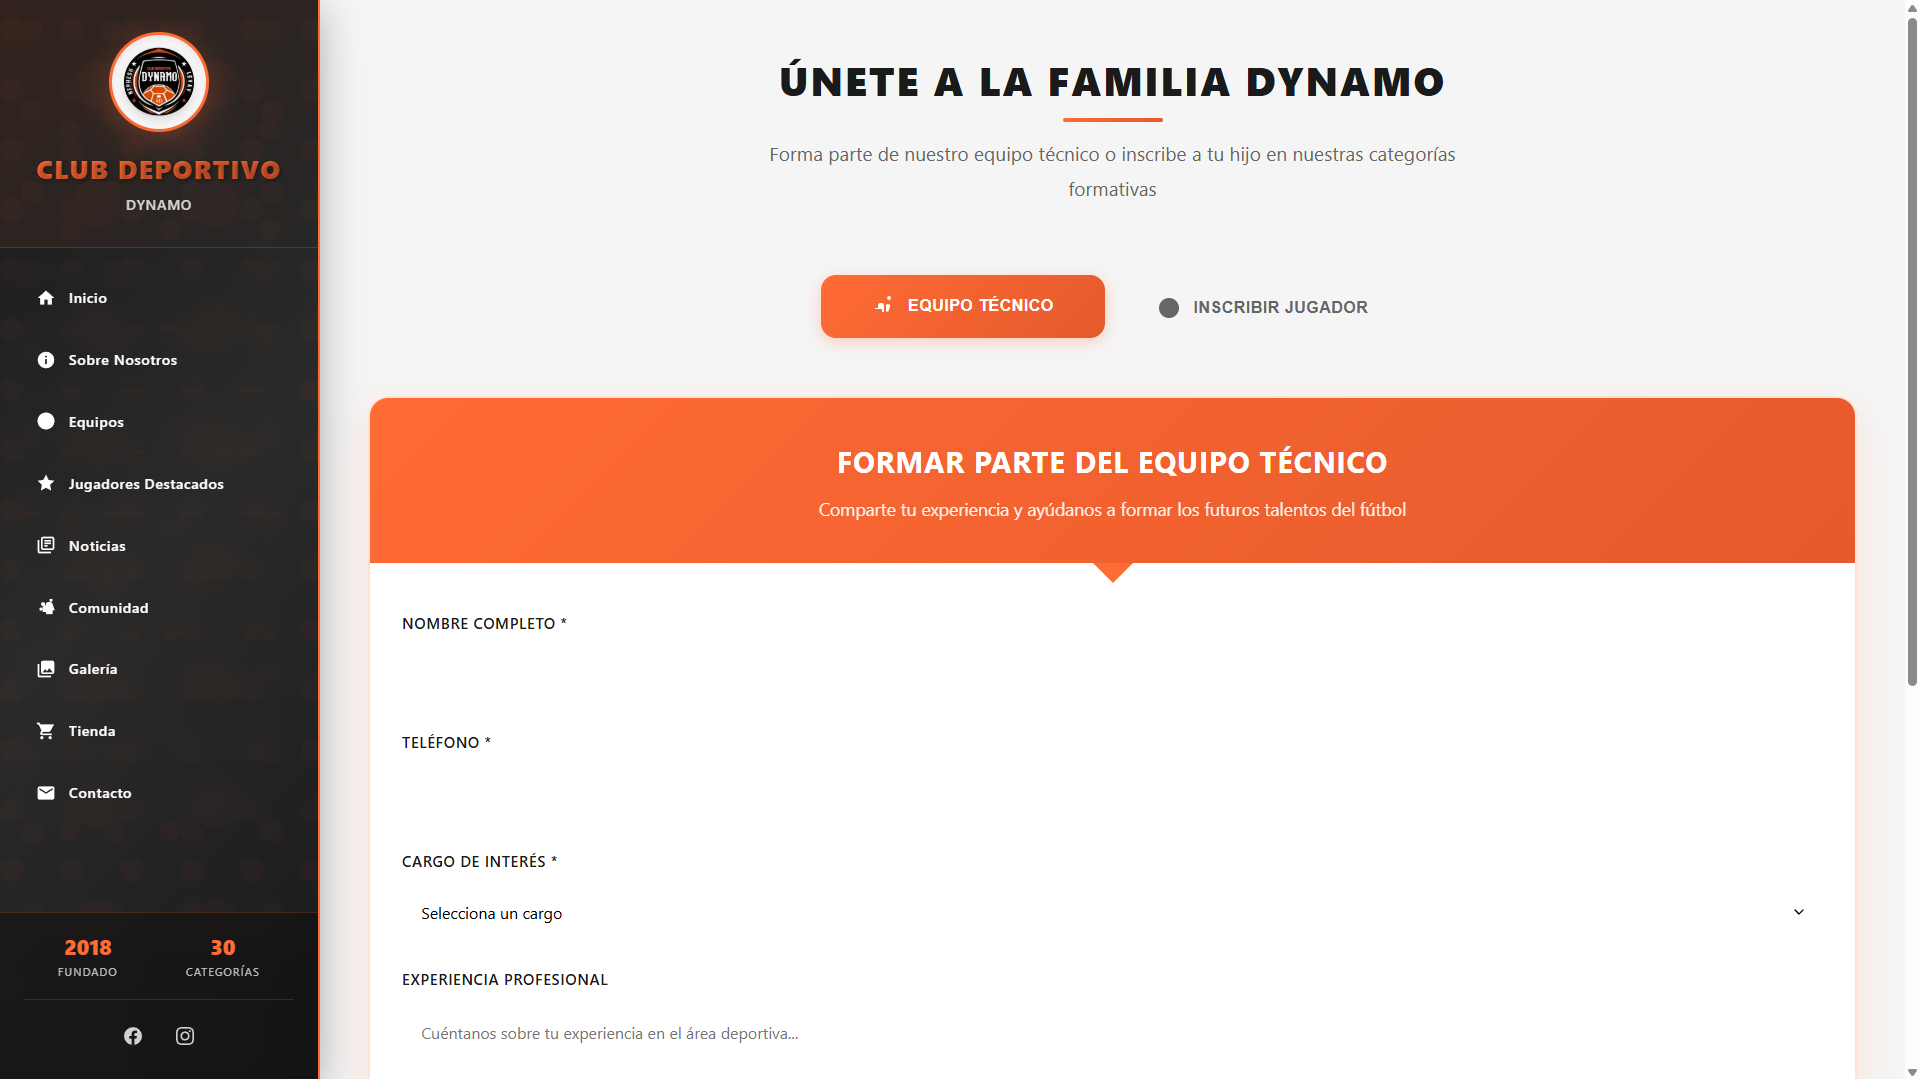 DYNAMO
CLUB DEPORTIVO
DYNAMO
Inicio
Sobre Nosotros
Equipos
Jugadores Destacados
Noticias
Comunidad
Galería
Tienda
Contacto
2018
FUNDADO
30
CATEGORÍAS
ÚNETE A LA FAMILIA DYNAMO
Forma parte de nuestro equipo técnico o inscribe a tu hijo en nuestras categorías
formativas
EQUIPO TÉCNICO
INSCRIBIR JUGADOR
FORMAR PARTE DEL EQUIPO TÉCNICO
Comparte tu experiencia y ayúdanos a formar los futuros talentos del fútbol
NOMBRE COMPLETO *
TELÉFONO *
CARGO DE INTERÉS *
Selecciona un cargo
EXPERIENCIA PROFESIONAL
Cuéntanos sobre tu experiencia en el área deportiva...